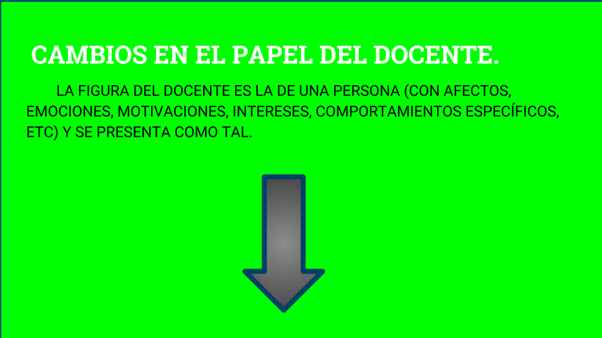 CAMBIOS EN EL PAPEL DEL DOCENTE.
LA FIGURA DEL DOCENTE ES LA DE UNA PERSONA (CON AFECTOS,
EMOCIONES, MOTIVACIONES, INTERESES, COMPORTAMIENTOS ESPECÍFICOS,
ETC) Y SE PRESENTA COMO TAL.